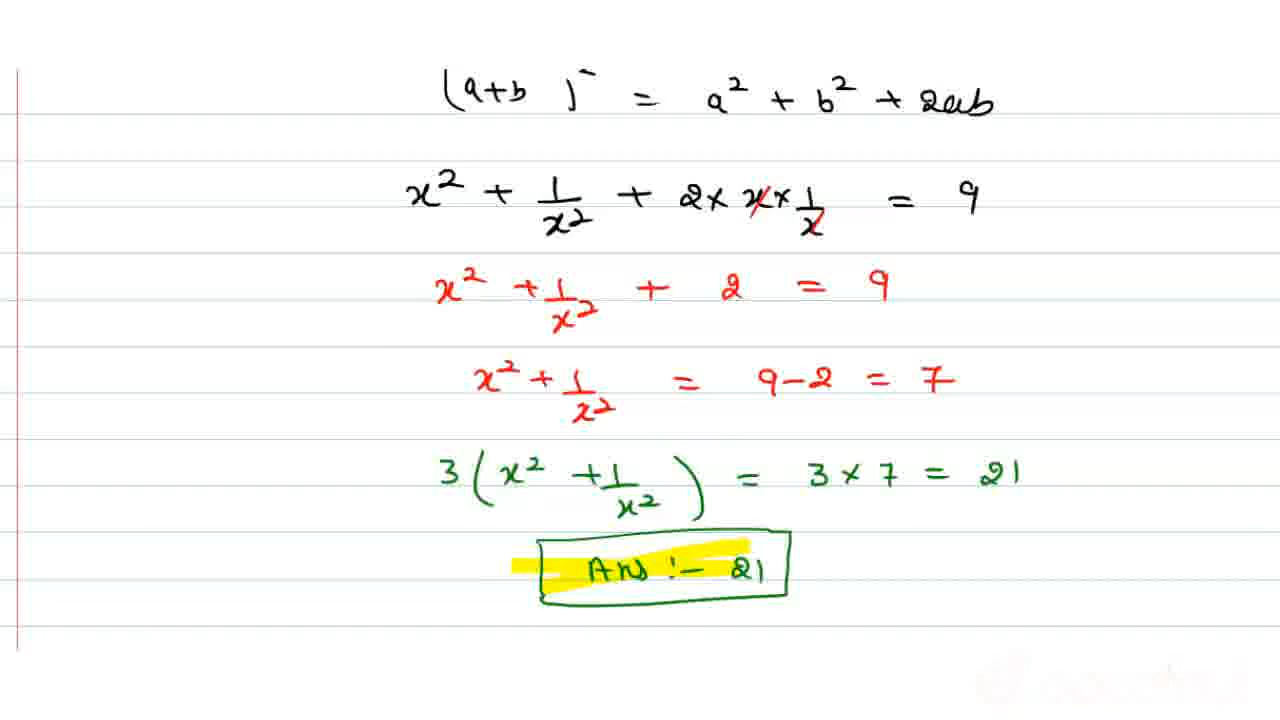 (a+b)² = a² + b² + 2ab
x² + 1/x² + 2 × x × 1/x = 9
x² + 1/x² + 2 = 9
x² + 1/x² = 9 - 2 = 7
3(x² + 1/x²) = 3 × 7 = 21
Ans :- 21